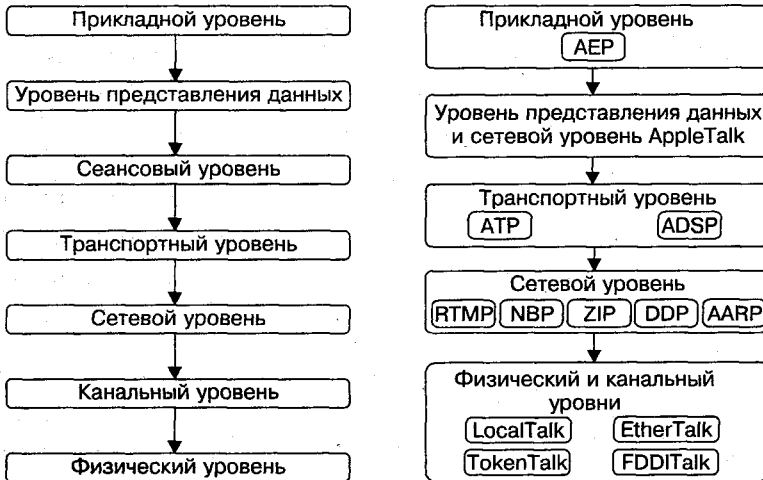 Прикладной уровень
Уровень представления данных
Сеансовый уровень
Транспортный уровень
Сетевой уровень
Канальный уровень
Физический уровень
Прикладной уровень
AEP
Уровень представления данных
и сетевой уровень AppleTalk
Транспортный уровень
ATP ADSP
Сетевой уровень
RTMP NBP ZIP DDP AARP
Физический и канальный
уровни
LocalTalk EtherTalk
TokenTalk FDDITalk